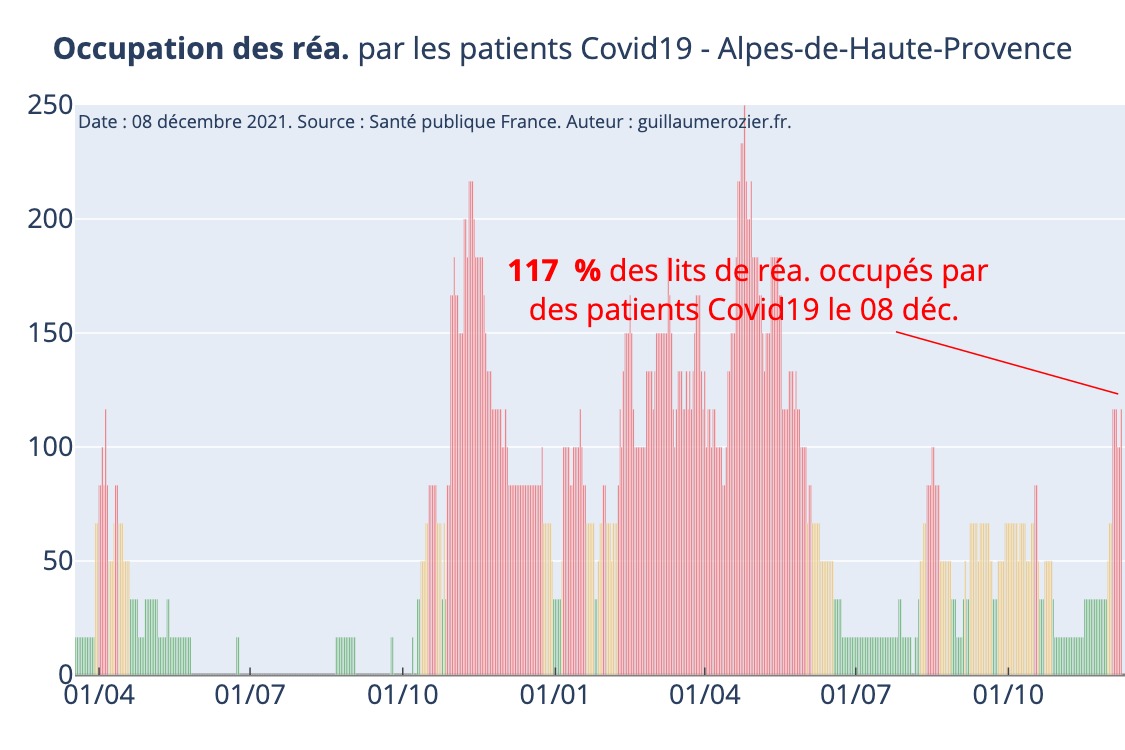 Occupation des réa. par les patients Covid19 - Alpes-de-Haute-Provence
250
Date : 08 décembre 2021. Source : Santé publique France. Auteur : guillaumerozier.fr.
200
117 % des lits de réa. occupés par
des patients Covid19 le 08 déc.
150
100
50
0
01/04 01/07 01/10 01/01 01/04 01/07 01/10